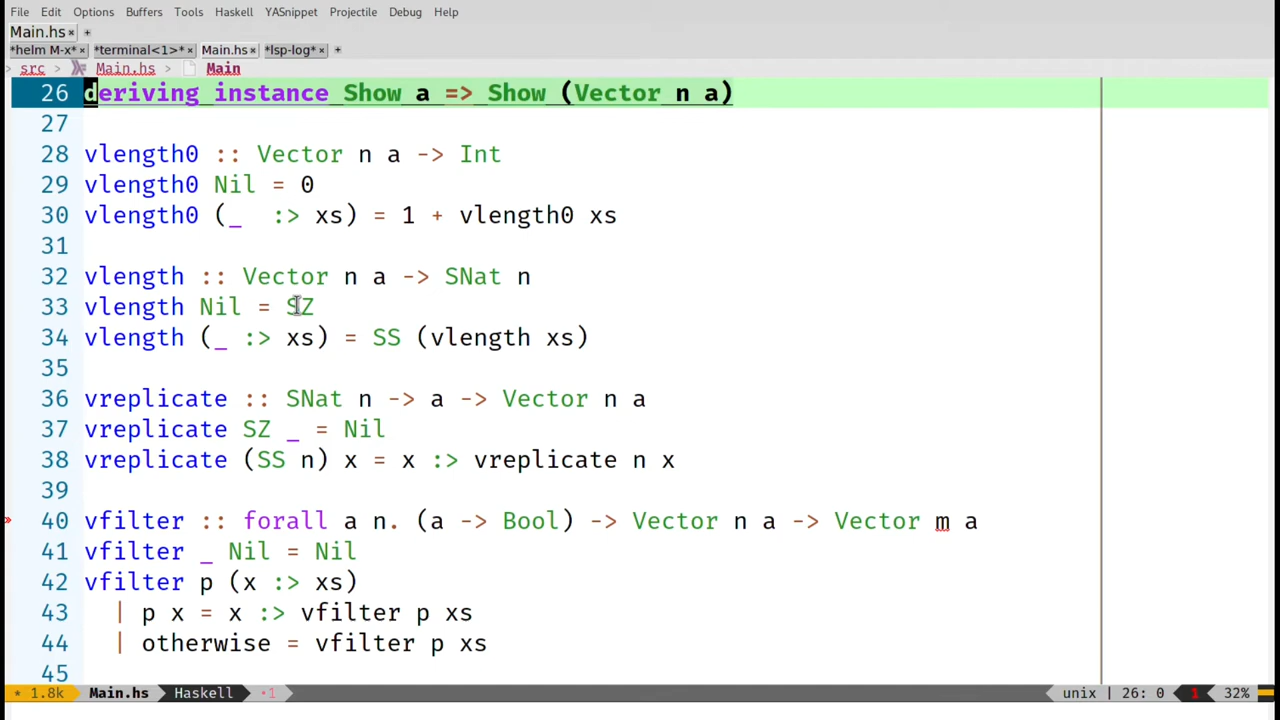 File Edit Options Buffers Tools Haskell YASnippet Projectile Debug Help
Main.hs × +
*helm M-x* × *terminal<1>* × Main.hs × *lsp-log* × +
> src > Main.hs > Main
26 deriving instance Show a => Show (Vector n a)
27
28 vlength0 :: Vector n a -> Int
29 vlength0 Nil = 0
30 vlength0 (_  :> xs) = 1 + vlength0 xs
31
32 vlength :: Vector n a -> SNat n
33 vlength Nil = SZ
34 vlength (_ :> xs) = SS (vlength xs)
35
36 vreplicate :: SNat n -> a -> Vector n a
37 vreplicate SZ _ = Nil
38 vreplicate (SS n) x = x :> vreplicate n x
39
» 40 vfilter :: forall a n. (a -> Bool) -> Vector n a -> Vector m a
41 vfilter _ Nil = Nil
42 vfilter p (x :> xs)
43   | p x = x :> vfilter p xs
44   | otherwise = vfilter p xs
45
* 1.8k Main.hs Haskell •1 unix | 26: 0 1 32%